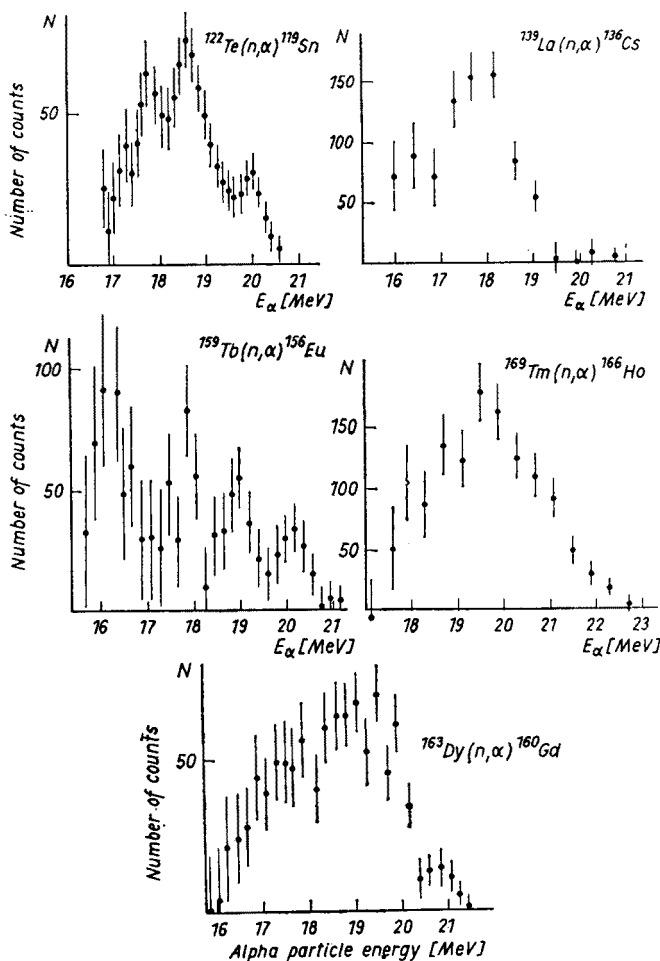 N
¹²²Te(n,α)¹¹⁹Sn
50
Number of counts
16 17 18 19 20 21
Eα [MeV]
N
¹³⁹La(n,α)¹³⁶Cs
150
100
50
16 17 18 19 20 21
Eα [MeV]
N
¹⁵⁹Tb(n,α)¹⁵⁶Eu
100
50
Number of counts
16 17 18 19 20 21
Eα [MeV]
N
¹⁶⁹Tm(n,α)¹⁶⁶Ho
150
100
50
18 19 20 21 22 23
Eα [MeV]
N
¹⁶³Dy(n,α)¹⁶⁰Gd
50
Number of counts
16 17 18 19 20 21
Alpha particle energy [MeV]